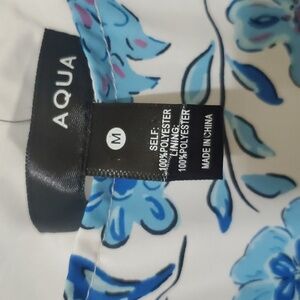 AQUA
M
SELF:
100%POLYESTER
LINING:
100%POLYESTER
MADE IN CHINA